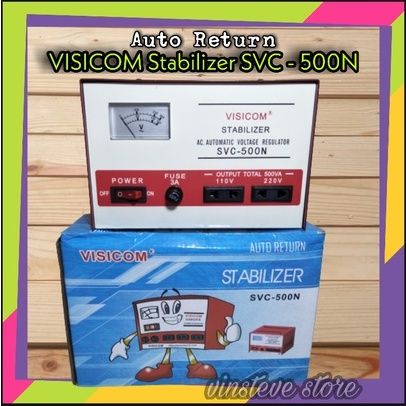 Auto Return
VISICOM Stabilizer SVC - 500N
VISICOM®
STABILIZER
AC. AUTOMATIC VOLTAGE REGULATOR
SVC-500N
POWER
FUSE
3A
OUTPUT TOTAL 500VA
110V 220V
OFF ON
V
VISICOM®
AUTO RETURN
STABILIZER
SVC-500N
vinsteve store